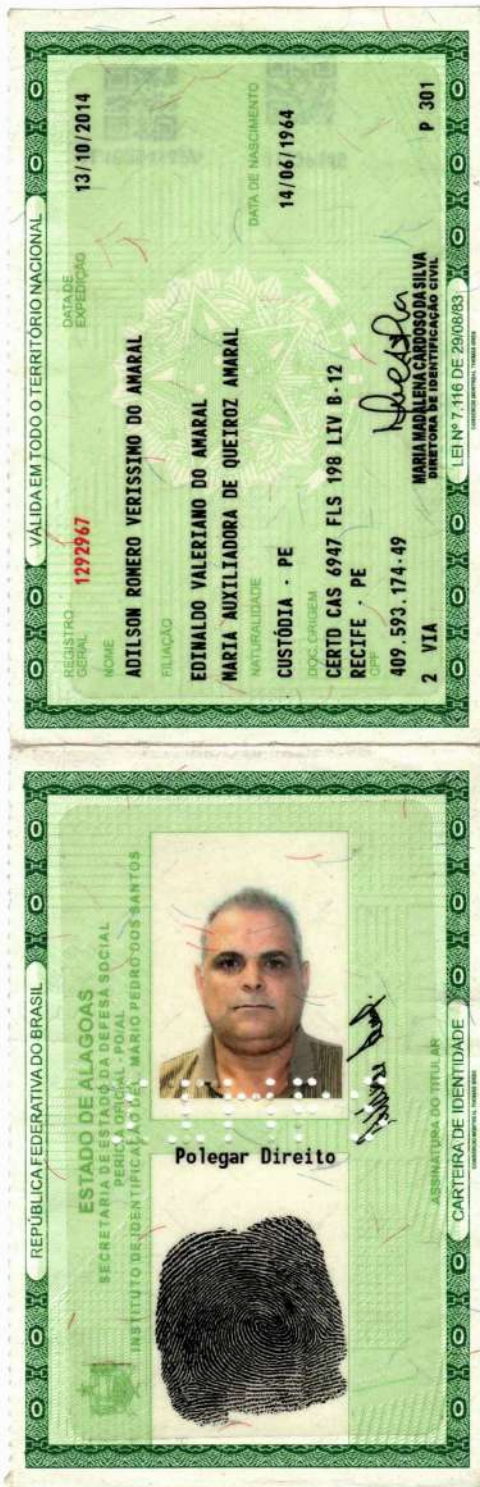 REPÚBLICA FEDERATIVA DO BRASIL
ESTADO DE ALAGOAS
SECRETARIA DE ESTADO DA DEFESA SOCIAL
PERÍCIA OFICIAL - POIAL
INSTITUTO DE IDENTIFICAÇÃO DEL. MÁRIO PEDRO DOS SANTOS
Polegar Direito
ASSINATURA DO TITULAR
CARTEIRA DE IDENTIDADE
VÁLIDA EM TODO O TERRITÓRIO NACIONAL
REGISTRO GERAL 1292967
DATA DE EXPEDIÇÃO 13/10/2014
NOME
ADILSON ROMERO VERISSIMO DO AMARAL
FILIAÇÃO
EDINALDO VALERIANO DO AMARAL
MARIA AUXILIADORA DE QUEIROZ AMARAL
NATURALIDADE
DATA DE NASCIMENTO
CUSTÓDIA - PE
14/06/1964
DOC. ORIGEM
CERTD CAS 6947 FLS 198 LIV B-12
RECIFE - PE
CPF
409.593.174-49
2 VIA
MARIA MADALENA CARDOSO DA SILVA
DIRETORA DE IDENTIFICAÇÃO CIVIL
P 301
LEI Nº 7.116 DE 29/08/83